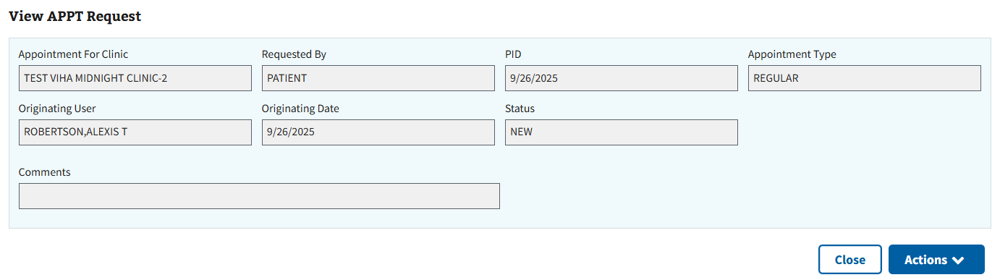 View APPT Request
Appointment For Clinic Requested By PID Appointment Type
TEST VIHA MIDNIGHT CLINIC-2 PATIENT 9/26/2025 REGULAR
Originating User Originating Date Status
ROBERTSON,ALEXIS T 9/26/2025 NEW
Comments
Close Actions